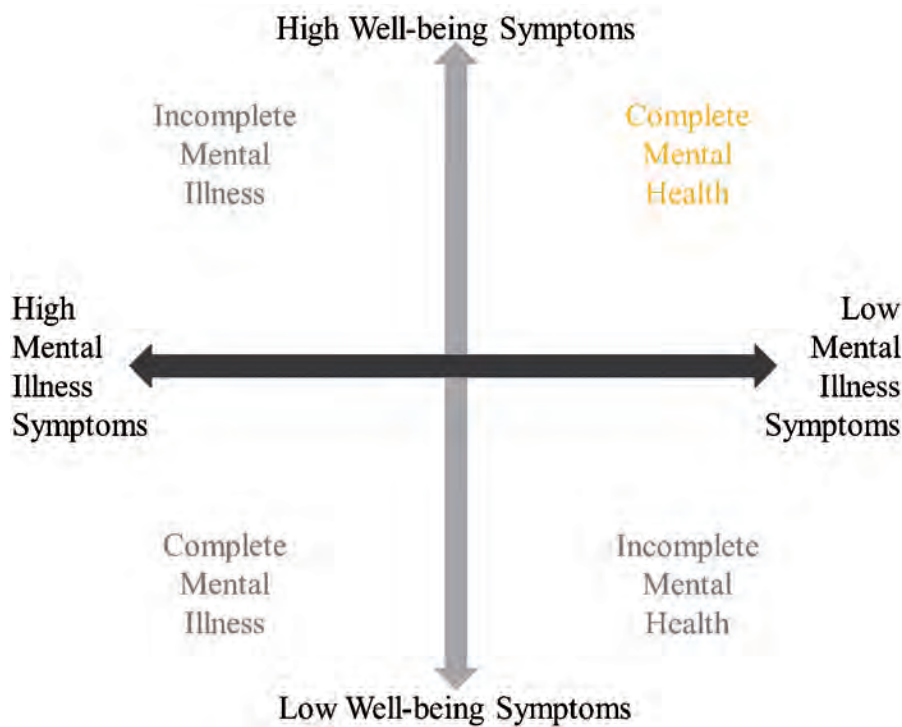 High Well-being Symptoms
Incomplete
Mental
Illness
Complete
Mental
Health
High
Mental
Illness
Symptoms
Low
Mental
Illness
Symptoms
Complete
Mental
Illness
Incomplete
Mental
Health
Low Well-being Symptoms